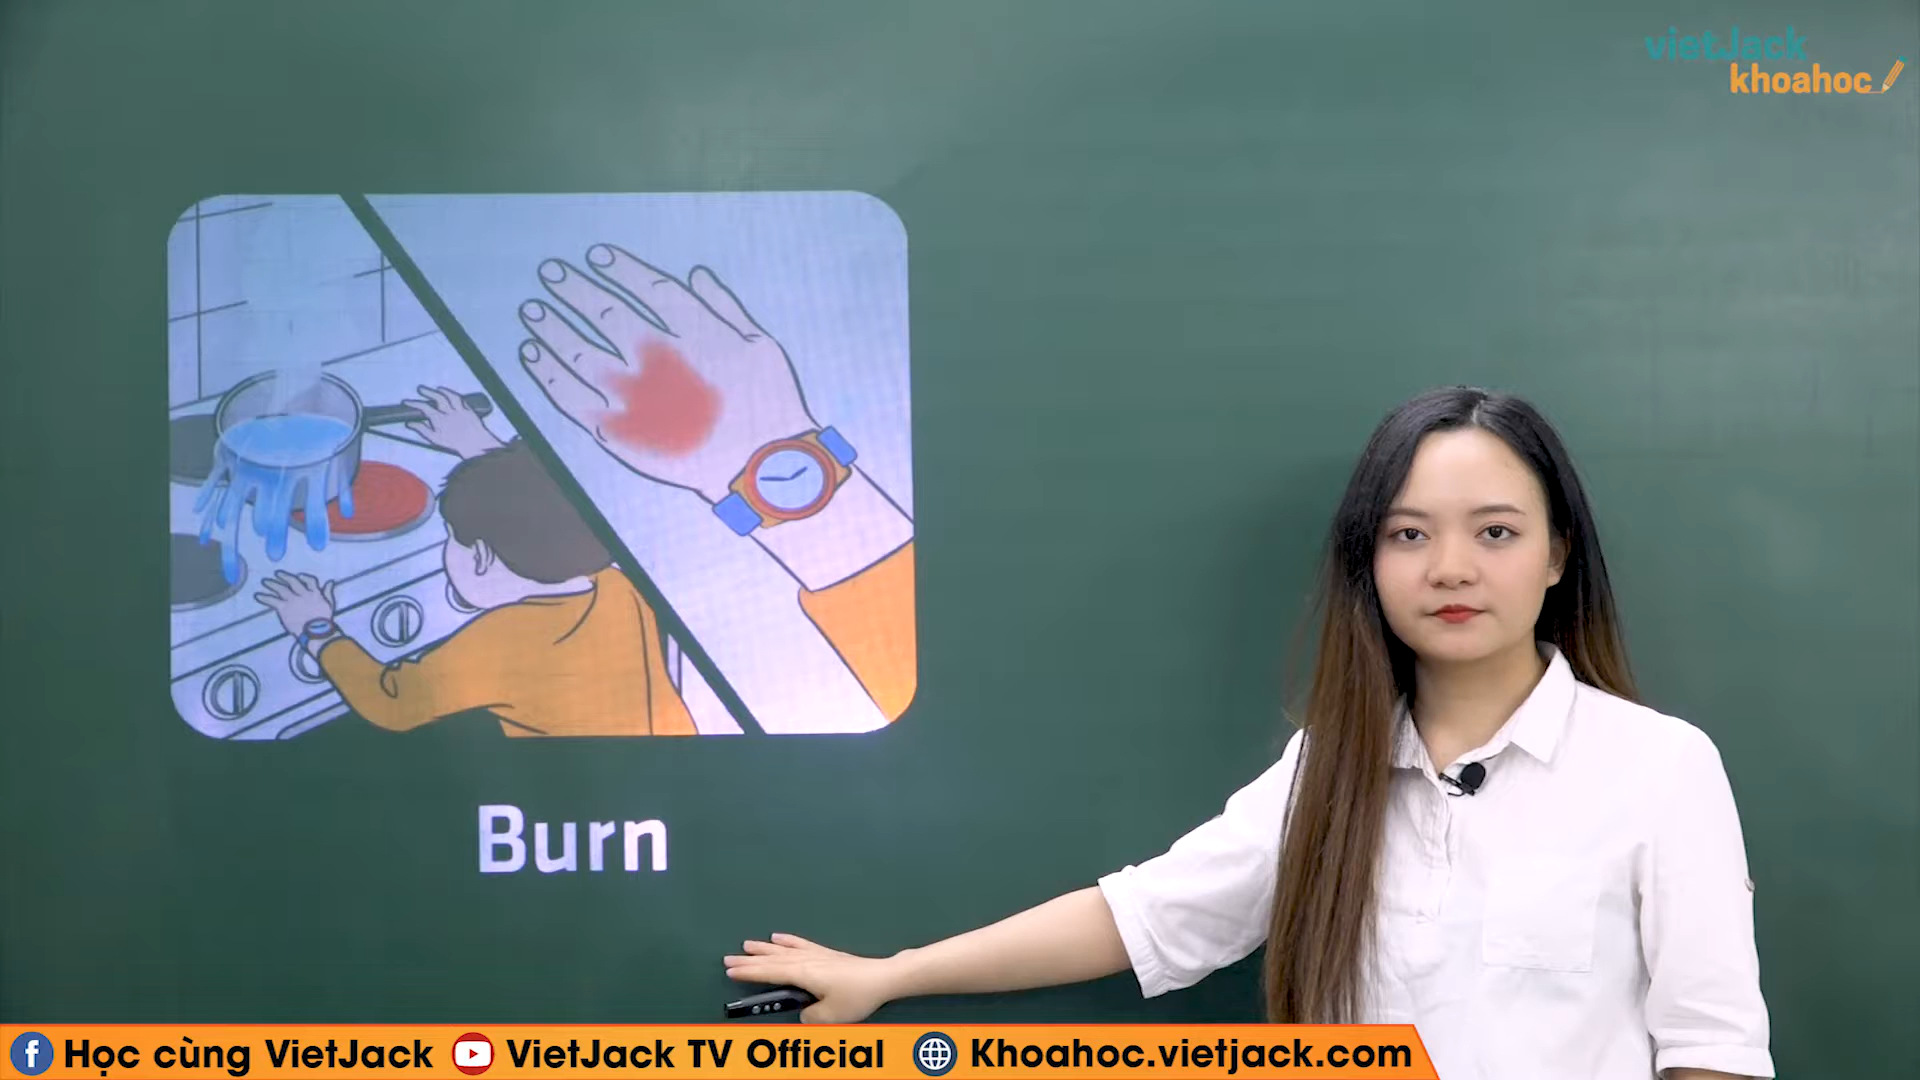 vietJack
khoahoc
Burn
Học cùng VietJack
VietJack TV Official
Khoahoc.vietjack.com